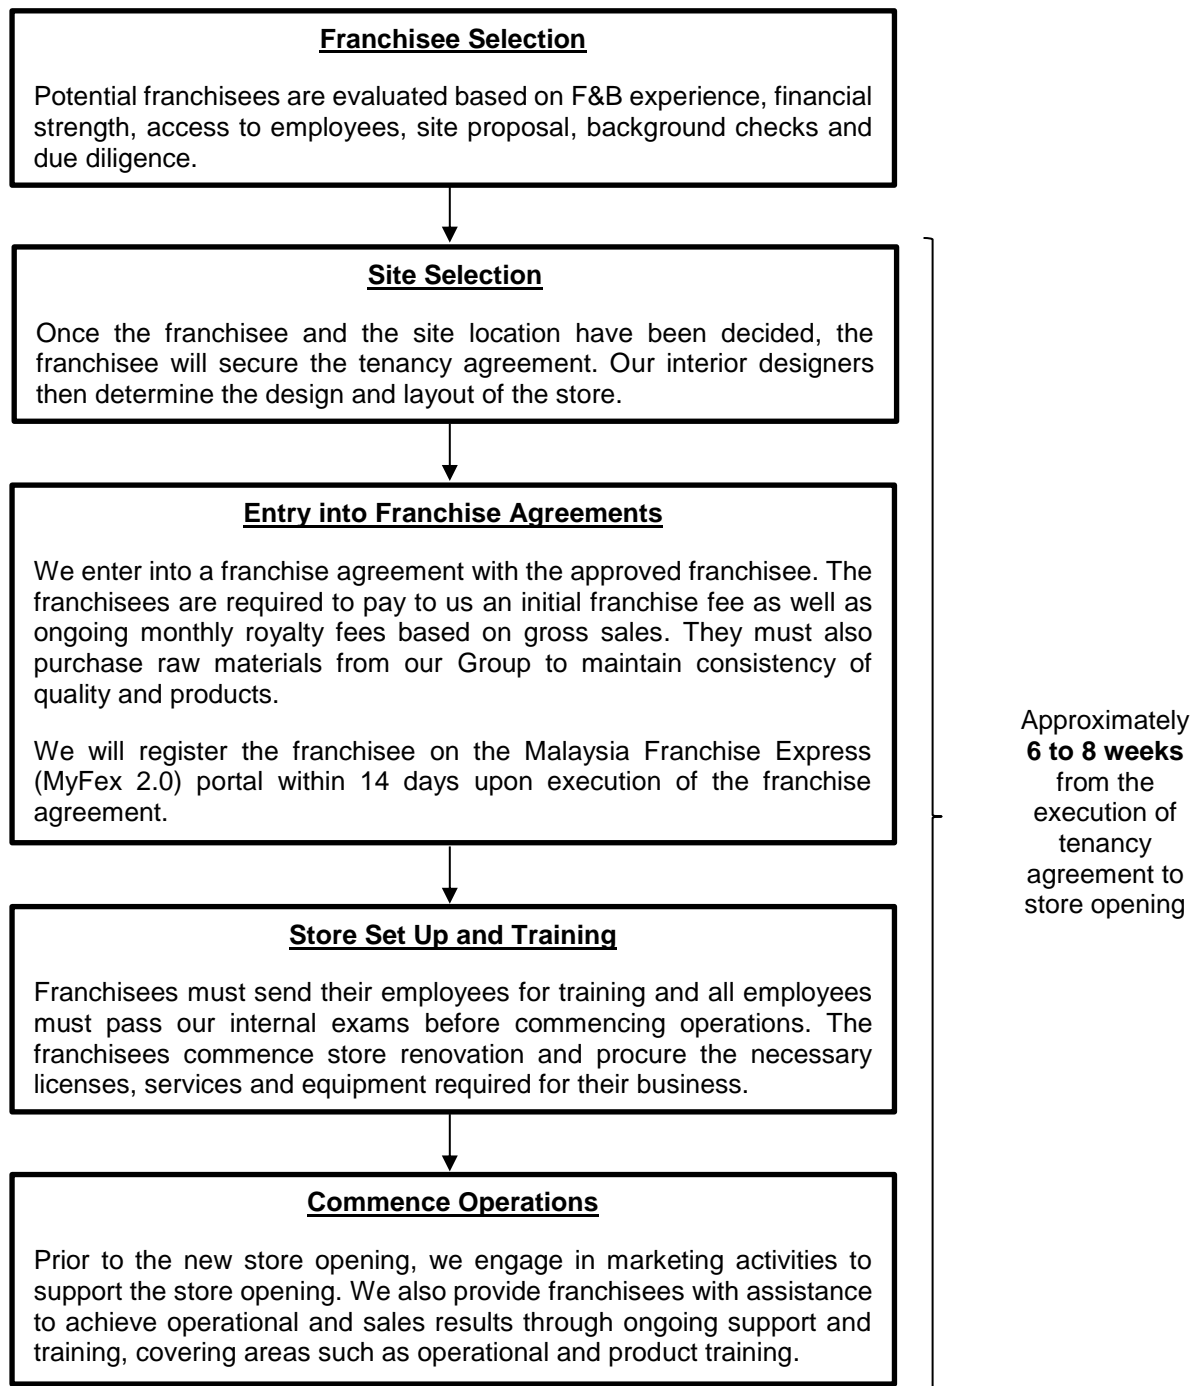 Franchisee Selection
Potential franchisees are evaluated based on F&B experience, financial
strength, access to employees, site proposal, background checks and
due diligence.
Site Selection
Once the franchisee and the site location have been decided, the
franchisee will secure the tenancy agreement. Our interior designers
then determine the design and layout of the store.
Entry into Franchise Agreements
We enter into a franchise agreement with the approved franchisee. The
franchisees are required to pay to us an initial franchise fee as well as
ongoing monthly royalty fees based on gross sales. They must also
purchase raw materials from our Group to maintain consistency of
quality and products.
We will register the franchisee on the Malaysia Franchise Express
(MyFex 2.0) portal within 14 days upon execution of the franchise
agreement.
Store Set Up and Training
Franchisees must send their employees for training and all employees
must pass our internal exams before commencing operations. The
franchisees commence store renovation and procure the necessary
licenses, services and equipment required for their business.
Commence Operations
Prior to the new store opening, we engage in marketing activities to
support the store opening. We also provide franchisees with assistance
to achieve operational and sales results through ongoing support and
training, covering areas such as operational and product training.
Approximately
6 to 8 weeks
from the
execution of
tenancy
agreement to
store opening